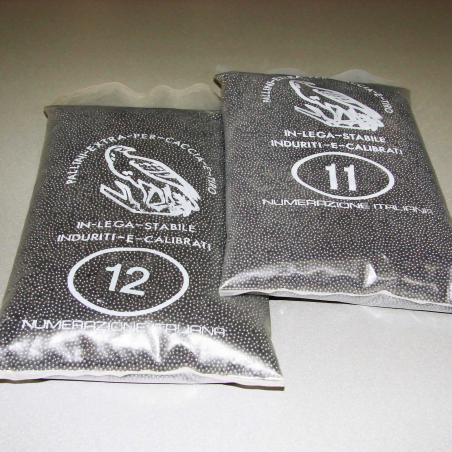 PALLINI-EXTRA-PER-CACCIA-E-TIRO
IN-LEGA-STABILE
INDURITI-E-CALIBRATI
12
NUMERAZIONE ITALIANA
IN-LEGA-STABILE
INDURITI-E-CALIBRATI
11
NUMERAZIONE ITALIANA